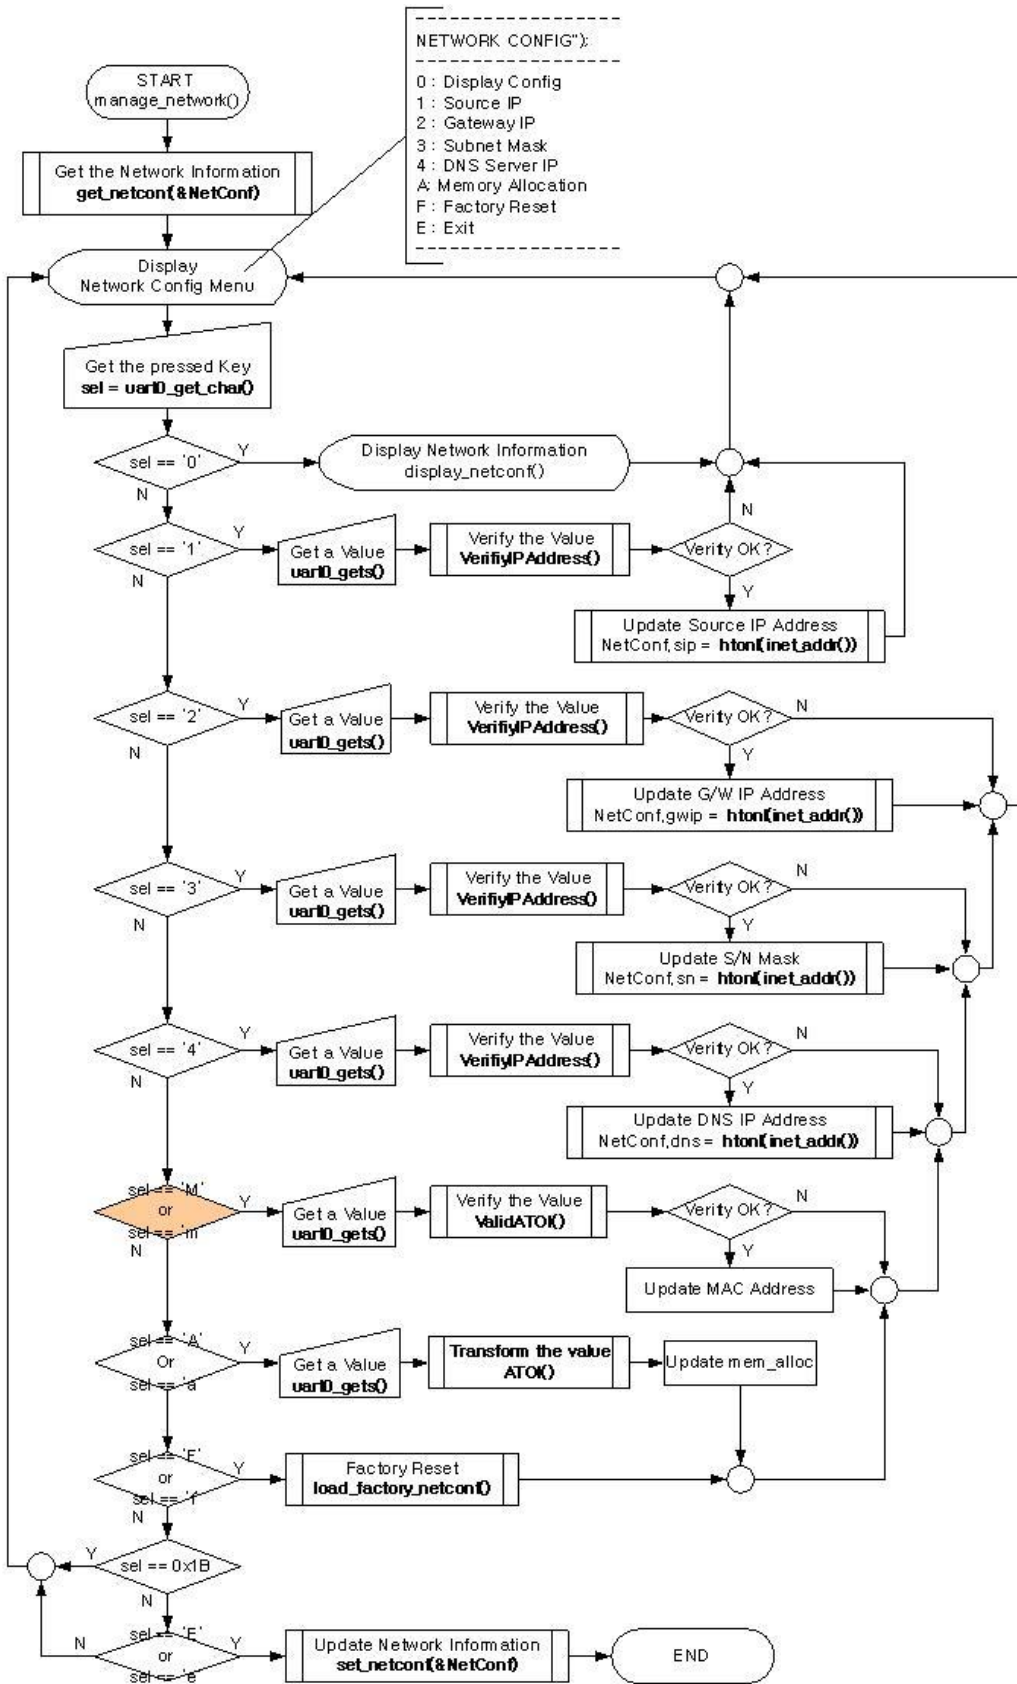 NETWORK CONFIG");
0 : Display Config
1 : Source IP
2 : Gateway IP
3 : Subnet Mask
4 : DNS Server IP
A: Memory Allocation
F : Factory Reset
E : Exit
START
manage_network()
Get the Network Information
get_netconf(&NetConf)
Display
Network Config Menu
Get the pressed Key
sel = uart0_get_char()
sel == '0'
Y
N
Display Network Information
display_netconf()
sel == '1'
Y
N
Get a Value
uart0_gets()
Verify the Value
VerifiyIPAddress()
Verity OK?
N
Y
Update Source IP Address
NetConf.sip = htonl(inet_addr())
sel == '2'
Y
N
Get a Value
uart0_gets()
Verify the Value
VerifiyIPAddress()
Verity OK?
N
Y
Update G/W IP Address
NetConf.gwip = htonl(inet_addr())
sel == '3'
Y
N
Get a Value
uart0_gets()
Verify the Value
VerifiyIPAddress()
Verity OK?
N
Y
Update S/N Mask
NetConf.sn = htonl(inet_addr())
sel == '4'
Y
N
Get a Value
uart0_gets()
Verify the Value
VerifiyIPAddress()
Verity OK?
N
Y
Update DNS IP Address
NetConf.dns = htonl(inet_addr())
sel == 'M'
or
sel == 'm
Y
N
Get a Value
uart0_gets()
Verify the Value
ValidATOI()
Verity OK?
N
Y
Update MAC Address
sel == 'A'
Or
sel == 'a
Y
Get a Value
uart0_gets()
Transform the value
ATOI()
Update mem_alloc
sel == 'F'
or
sel == 'f
Y
N
Factory Reset
load_factory_netconf()
sel == 0x1B
Y
N
sel == 'E'
or
sel == 'e
N
Y
Update Network Information
set_netconf(&NetConf)
END